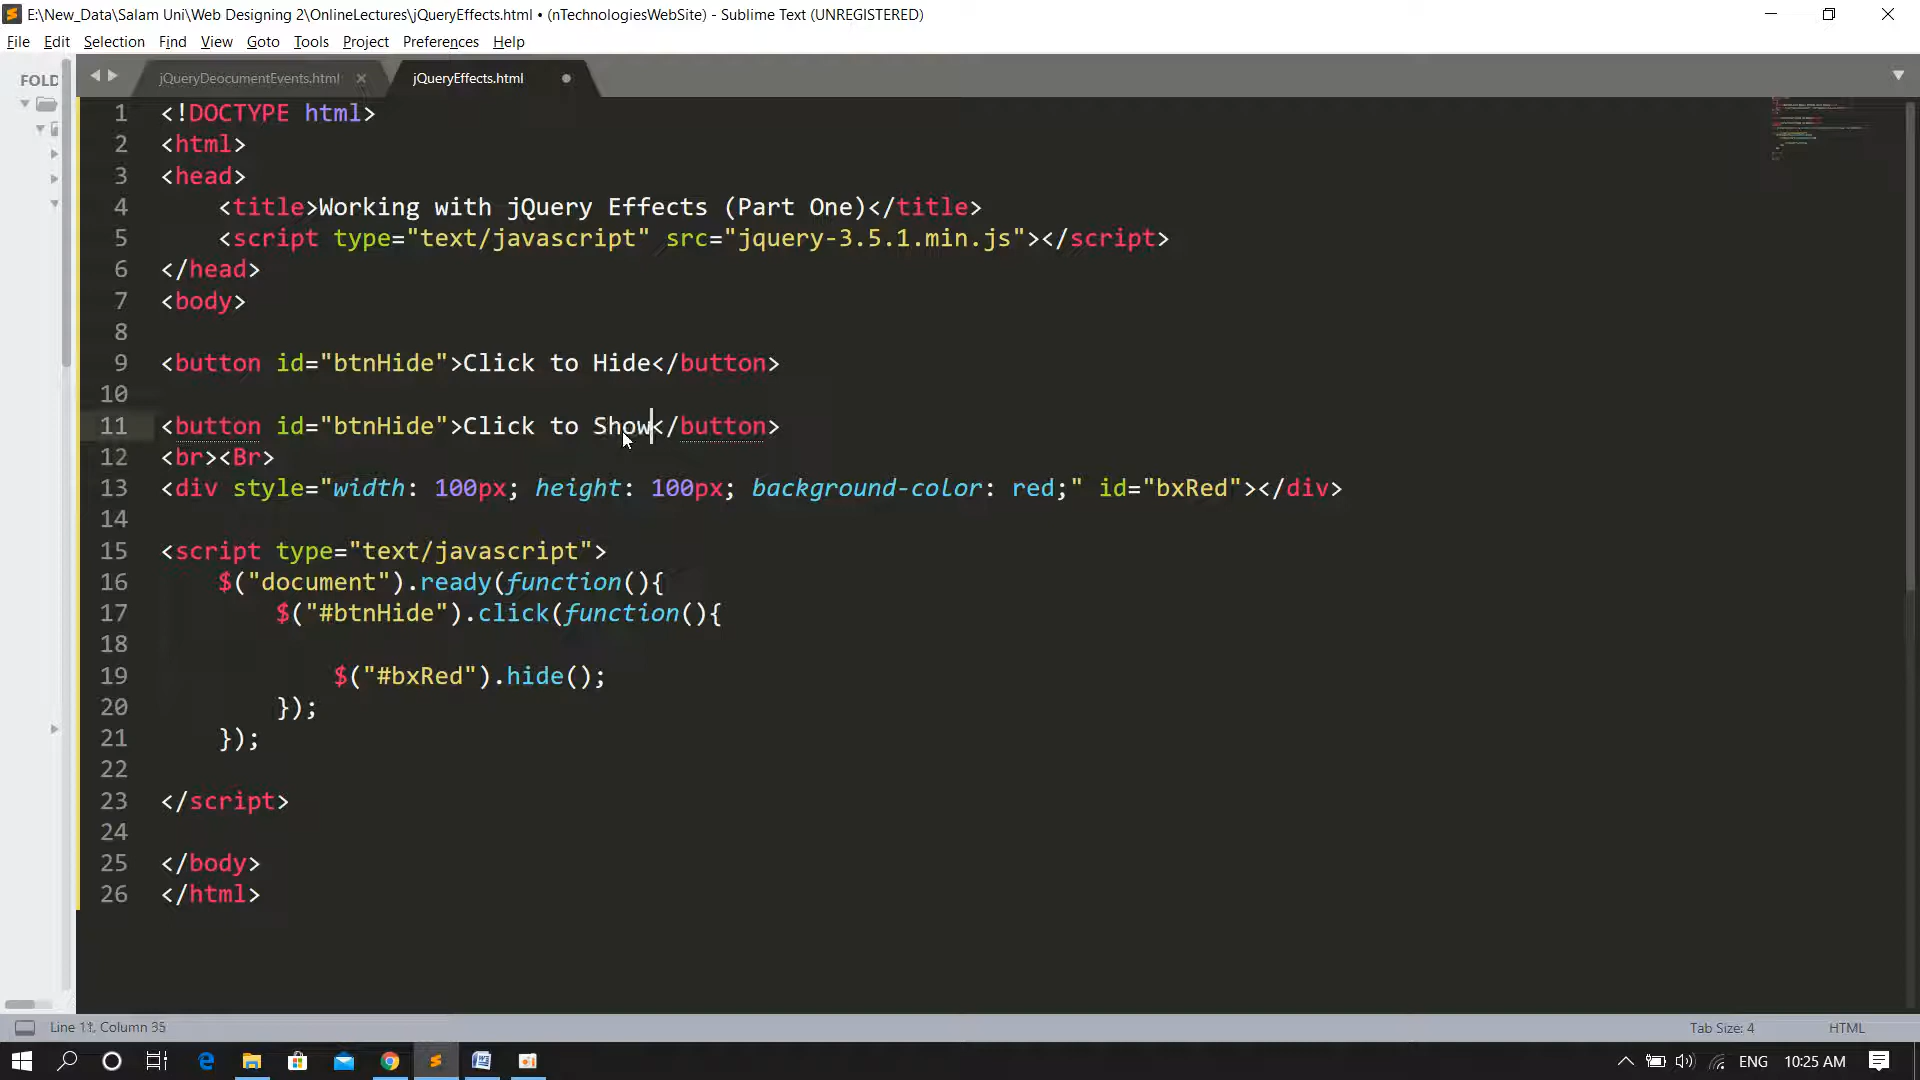 E:\New_Data\Salam Uni\Web Designing 2\OnlineLectures\jQueryEffects.html • (nTechnologiesWebSite) - Sublime Text (UNREGISTERED)
File Edit Selection Find View Goto Tools Project Preferences Help
FOLD
jQueryDeocumentEvents.html
jQueryEffects.html
1 <!DOCTYPE html>
2 <html>
3 <head>
4 <title>Working with jQuery Effects (Part One)</title>
5 <script type="text/javascript" src="jquery-3.5.1.min.js"></script>
6 </head>
7 <body>
8
9 <button id="btnHide">Click to Hide</button>
10
11 <button id="btnHide">Click to Show</button>
12 <br><Br>
13 <div style="width: 100px; height: 100px; background-color: red;" id="bxRed"></div>
14
15 <script type="text/javascript">
16 $("document").ready(function(){
17 $("#btnHide").click(function(){
18
19 $("#bxRed").hide();
20 });
21 });
22
23 </script>
24
25 </body>
26 </html>
Line 11, Column 35
Tab Size: 4
HTML
ENG
10:25 AM